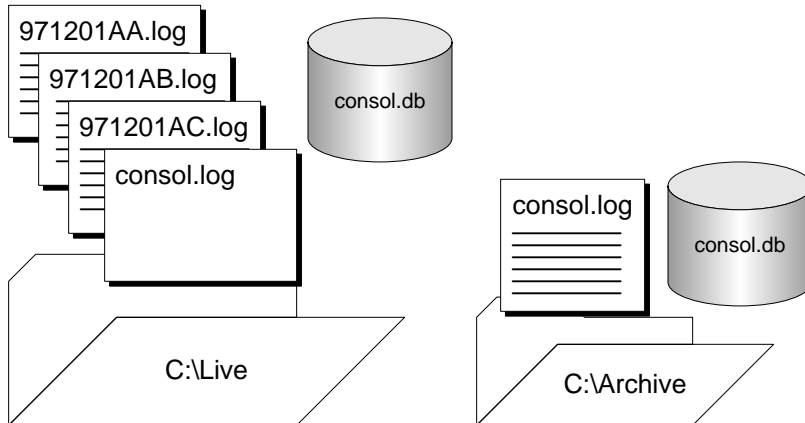 971201AA.log
971201AB.log
971201AC.log
consol.log
consol.db
C:\Live
consol.log
consol.db
C:\Archive